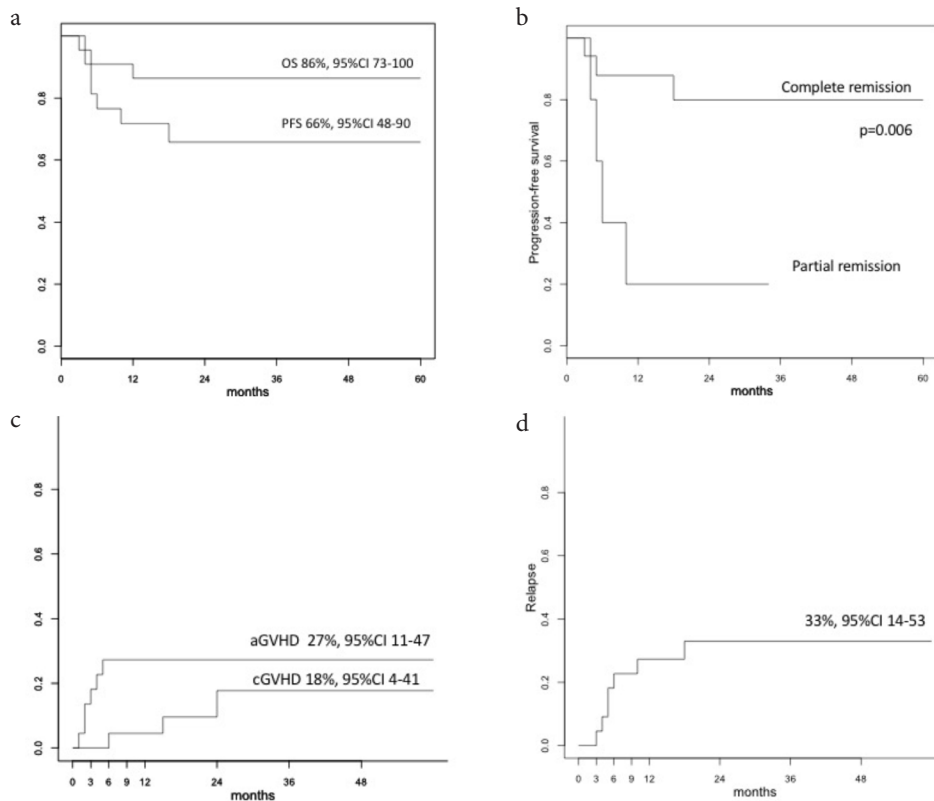 a
OS 86%, 95%CI 73-100
PFS 66%, 95%CI 48-90
0.8
0.6
0.4
0.2
0.0
0 12 24 36 48 60
months
b
Complete remission
p=0.006
Partial remission
Progression-free survival
0.8
0.6
0.4
0.2
0.0
0 12 24 36 48 60
months
c
aGVHD 27%, 95%CI 11-47
cGVHD 18%, 95%CI 4-41
0.8
0.6
0.4
0.2
0.0
0 3 6 9 12 24 36 48
months
d
33%, 95%CI 14-53
Relapse
0.8
0.6
0.4
0.2
0.0
0 3 6 9 12 24 36 48
months